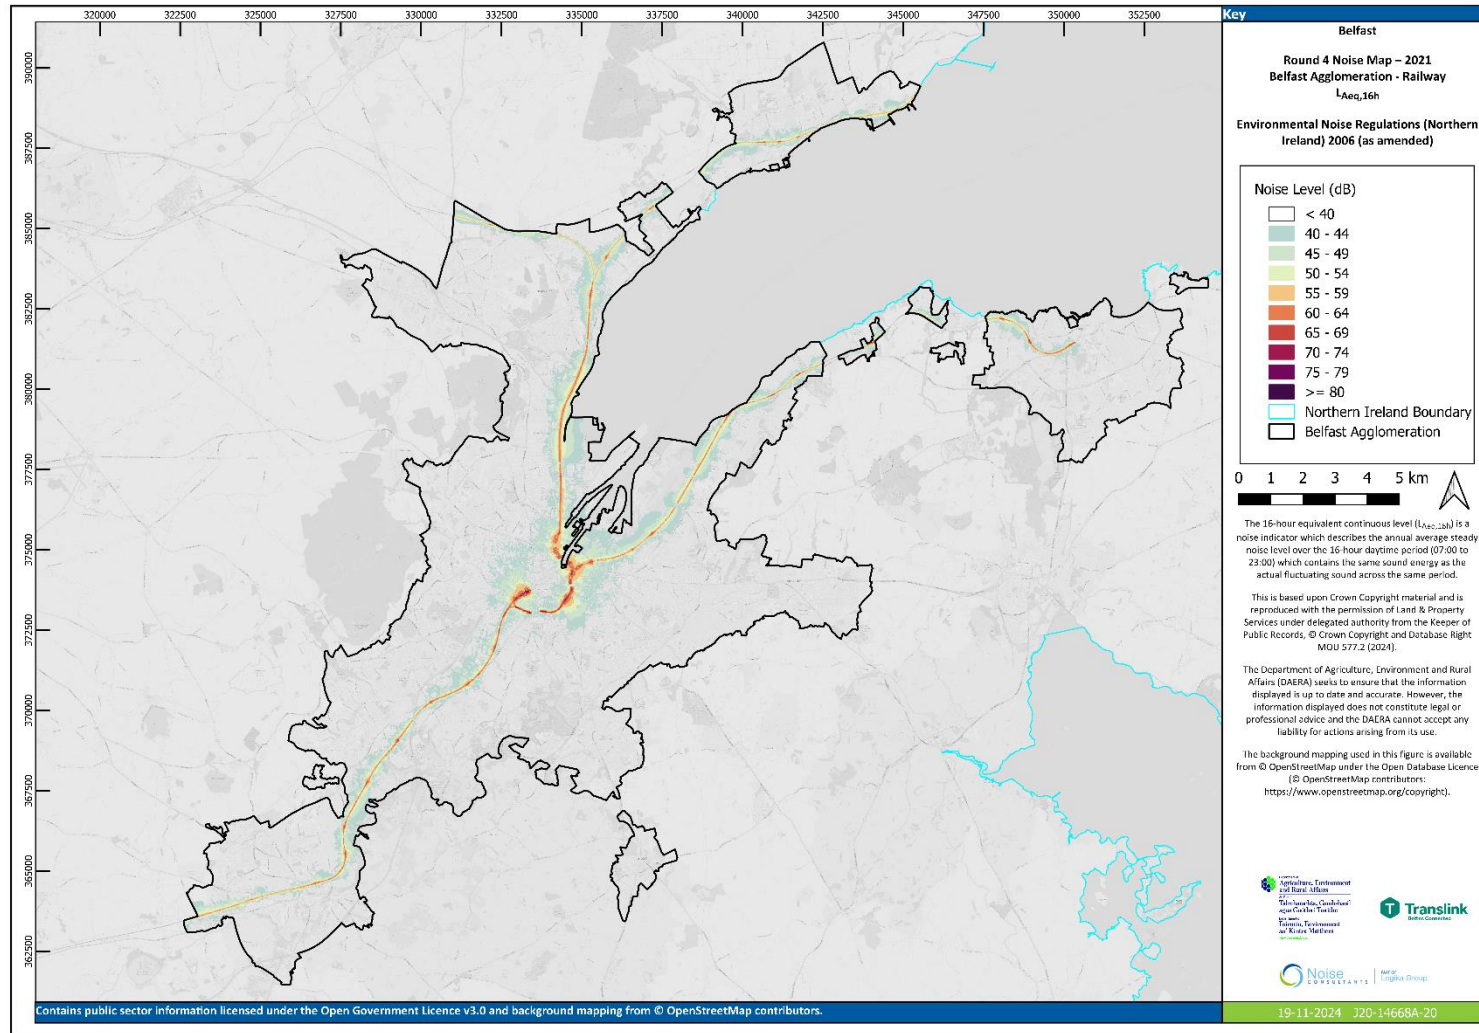 320000 322500 325000 327500 330000 332500 335000 337500 340000 342500 345000 347500 350000 352500
390000
387500
385000
382500
380000
377500
375000
372500
370000
367500
365000
362500
Key
Belfast
Round 4 Noise Map – 2021
Belfast Agglomeration - Railway
LAeq,16h
Environmental Noise Regulations (Northern
Ireland) 2006 (as amended)
Noise Level (dB)
< 40
40 - 44
45 - 49
50 - 54
55 - 59
60 - 64
65 - 69
70 - 74
75 - 79
>= 80
Northern Ireland Boundary
Belfast Agglomeration
0 1 2 3 4 5 km
The 16-hour equivalent continuous level (LAeq,16h) is a
noise indicator which describes the annual average steady
noise level over the 16-hour daytime period (07:00 to
23:00) which contains the same sound energy as the
actual fluctuating sound across the same period.
This is based upon Crown Copyright material and is
reproduced with the permission of Land & Property
Services under delegated authority from the Keeper of
Public Records, © Crown Copyright and Database Right
MOU 577.2 (2024).
The Department of Agriculture, Environment and Rural
Affairs (DAERA) seeks to ensure that the information
displayed is up to date and accurate. However, the
information displayed does not constitute legal or
professional advice and the DAERA cannot accept any
liability for actions arising from its use.
The background mapping used in this figure is available
from © OpenStreetMap under the Open Database Licence
(© OpenStreetMap contributors:
https://www.openstreetmap.org/copyright).
Agriculture, Environment
and Rural Affairs
Translink
Noise
CONSULTANTS
PART OF
Logika Group
Contains public sector information licensed under the Open Government Licence v3.0 and background mapping from © OpenStreetMap contributors.
19-11-2024 J20-14668A-20